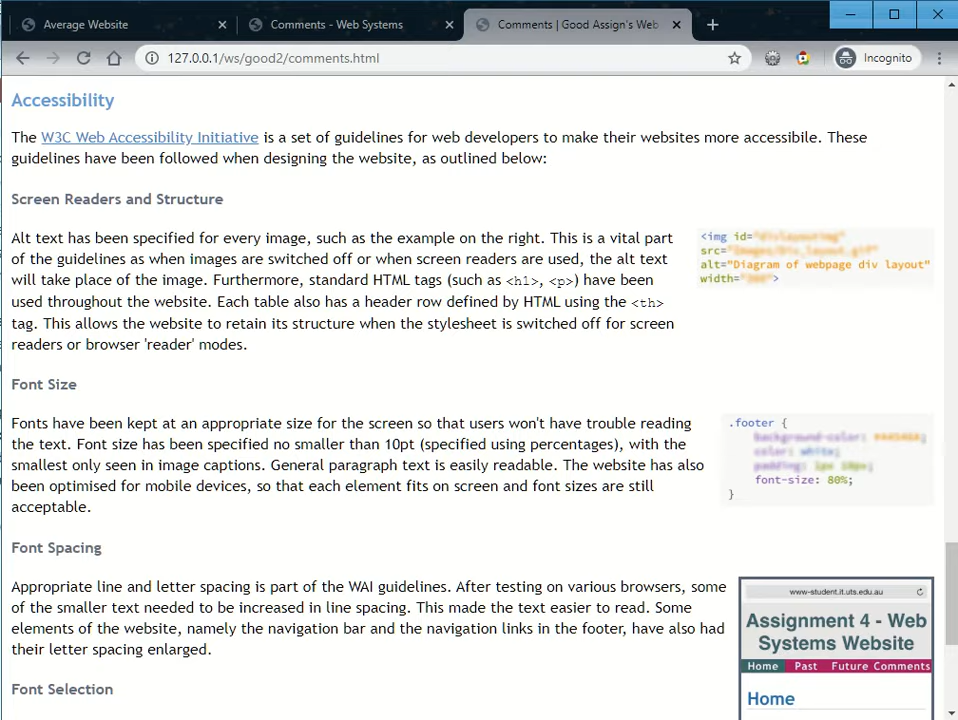 Average Website
Comments - Web Systems
Comments | Good Assign's Web
127.0.0.1/ws/good2/comments.html
Incognito
Accessibility
The W3C Web Accessibility Initiative is a set of guidelines for web developers to make their websites more accessibile. These
guidelines have been followed when designing the website, as outlined below:
Screen Readers and Structure
Alt text has been specified for every image, such as the example on the right. This is a vital part
of the guidelines as when images are switched off or when screen readers are used, the alt text
will take place of the image. Furthermore, standard HTML tags (such as <h1>, <p>) have been
used throughout the website. Each table also has a header row defined by HTML using the <th>
tag. This allows the website to retain its structure when the stylesheet is switched off for screen
readers or browser 'reader' modes.
<img id=
src=
alt="Diagram of webpage div layout"
width=
Font Size
Fonts have been kept at an appropriate size for the screen so that users won't have trouble reading
the text. Font size has been specified no smaller than 10pt (specified using percentages), with the
smallest only seen in image captions. General paragraph text is easily readable. The website has also
been optimised for mobile devices, so that each element fits on screen and font sizes are still
acceptable.
.footer {
background-color:
color: white;
padding: 1px 10px;
font-size: 80%;
}
Font Spacing
Appropriate line and letter spacing is part of the WAI guidelines. After testing on various browsers, some
of the smaller text needed to be increased in line spacing. This made the text easier to read. Some
elements of the website, namely the navigation bar and the navigation links in the footer, have also had
their letter spacing enlarged.
www-student.it.uts.edu.au
Assignment 4 - Web
Systems Website
Home Past Future Comments
Home
Font Selection